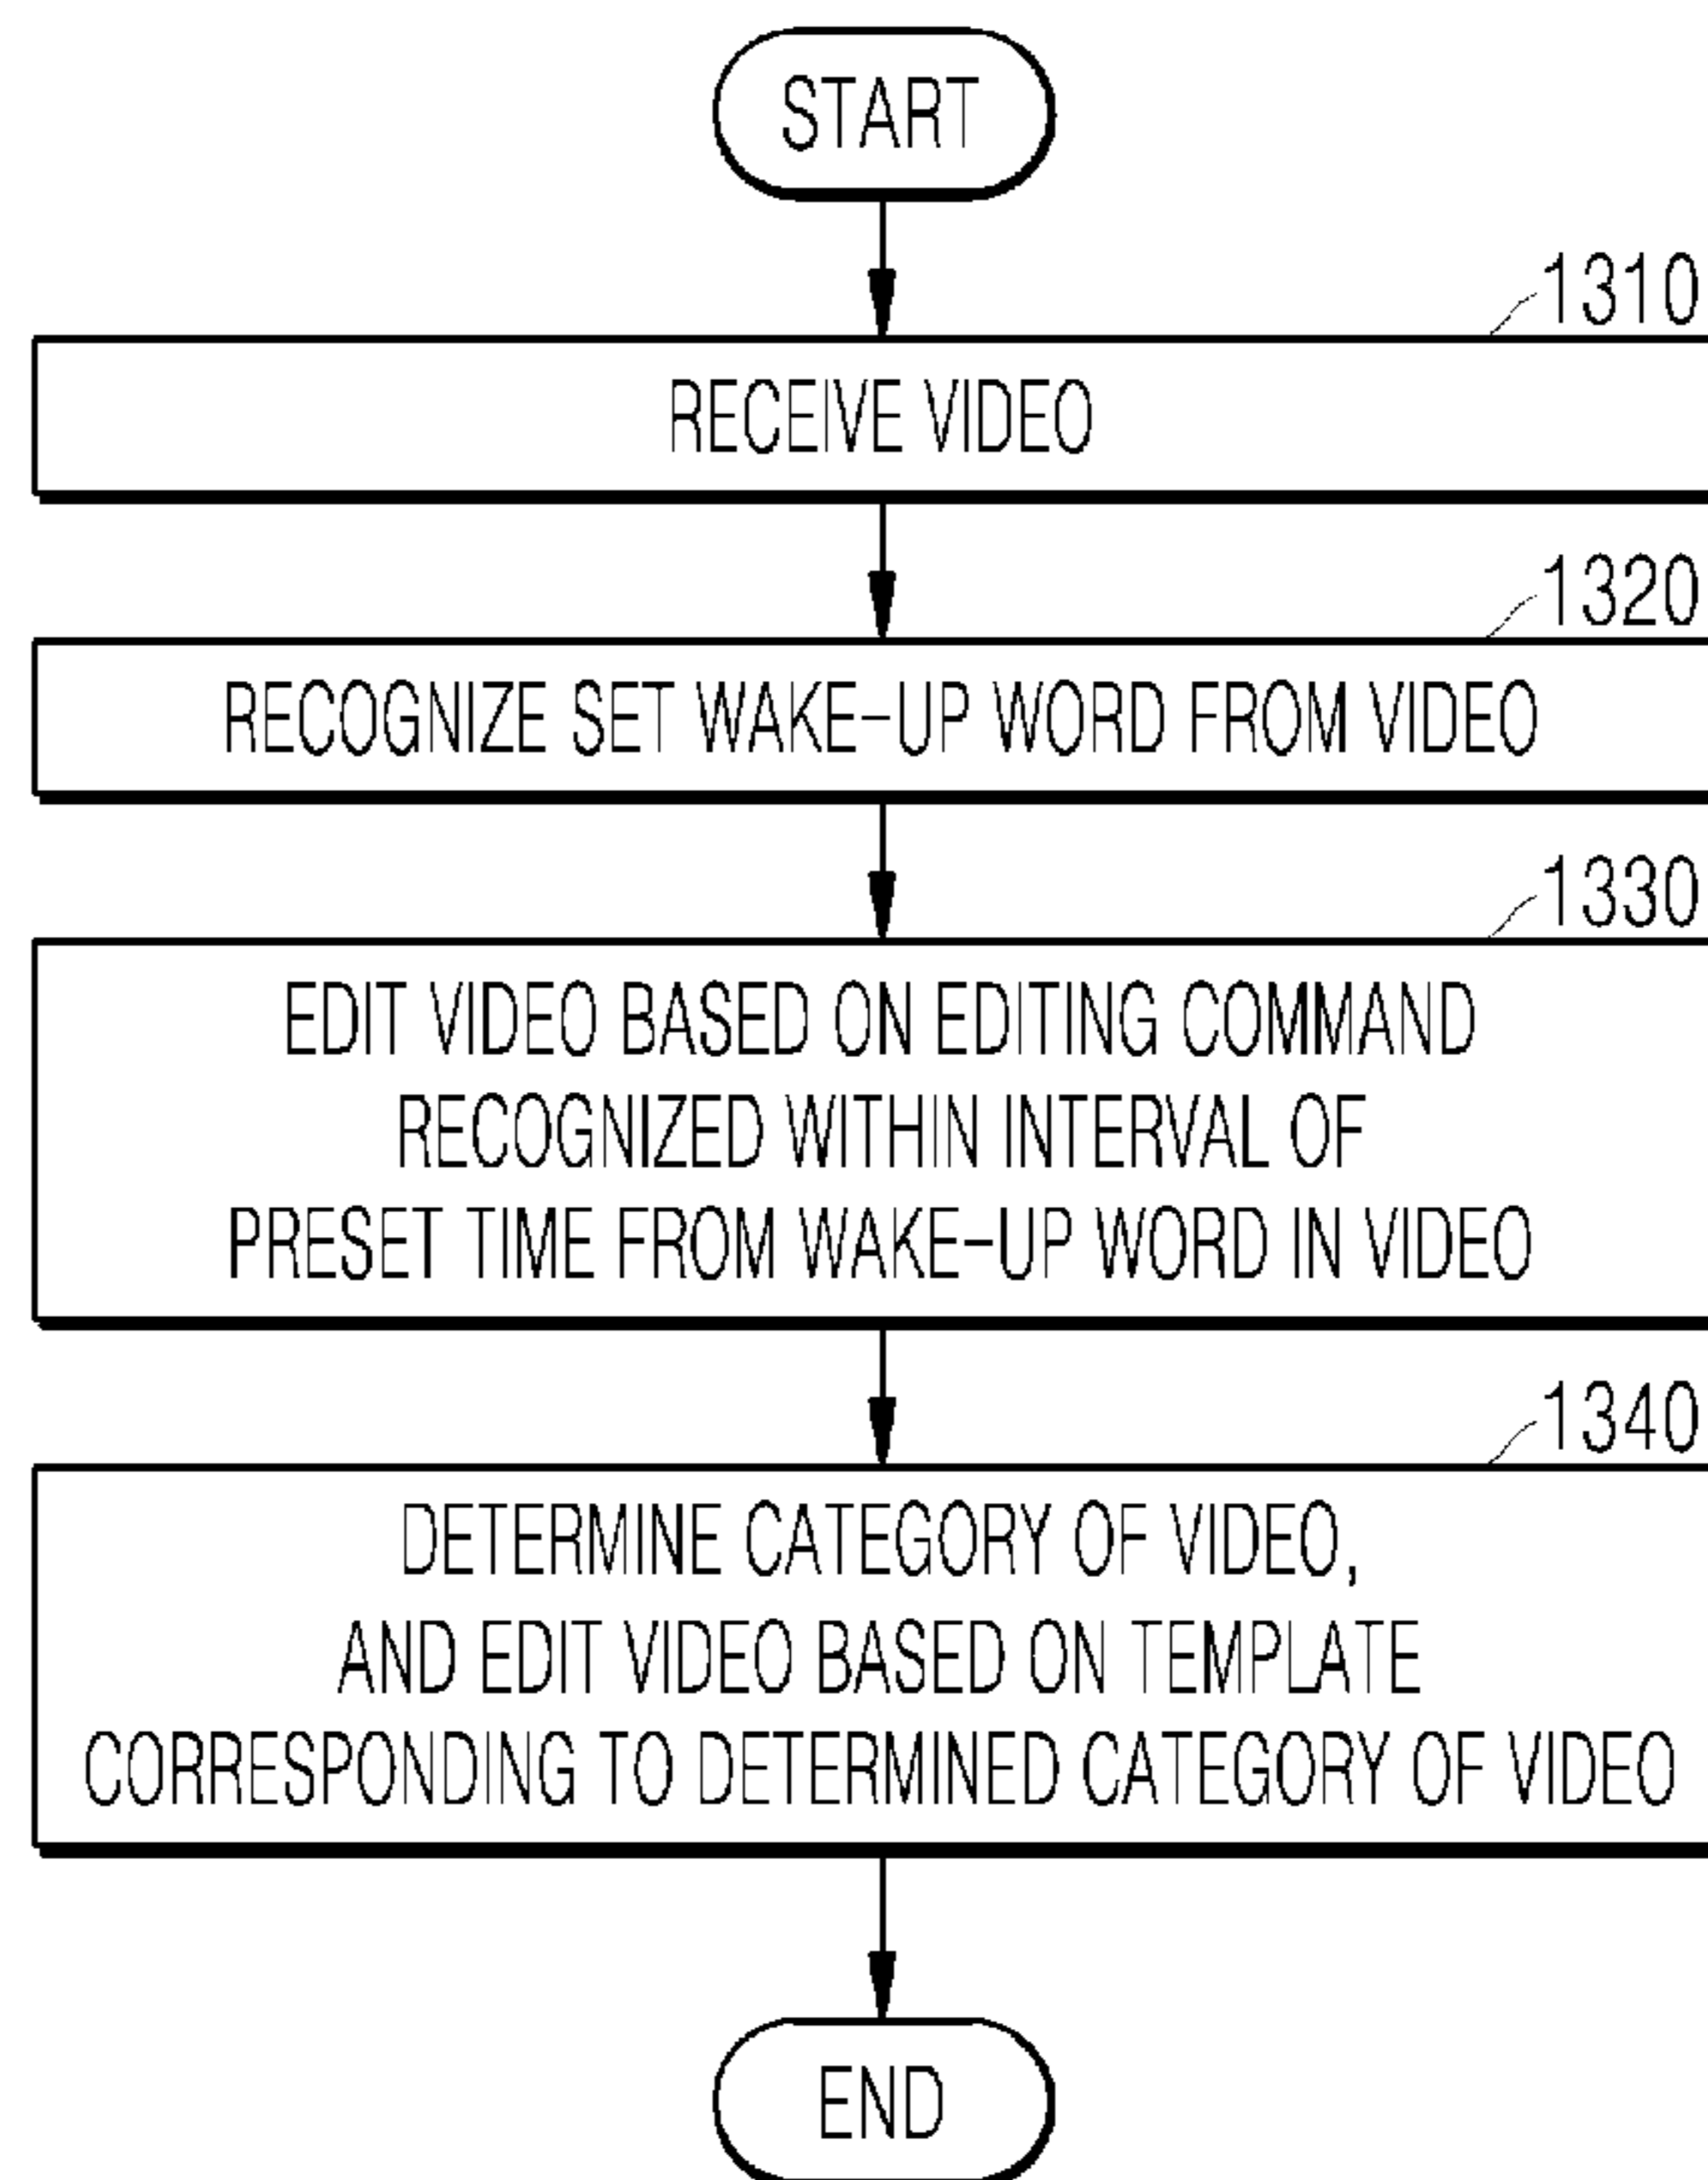 START
1310
RECEIVE VIDEO
1320
RECOGNIZE SET WAKE-UP WORD FROM VIDEO
1330
EDIT VIDEO BASED ON EDITING COMMAND
RECOGNIZED WITHIN INTERVAL OF
PRESET TIME FROM WAKE-UP WORD IN VIDEO
1340
DETERMINE CATEGORY OF VIDEO,
AND EDIT VIDEO BASED ON TEMPLATE
CORRESPONDING TO DETERMINED CATEGORY OF VIDEO
END